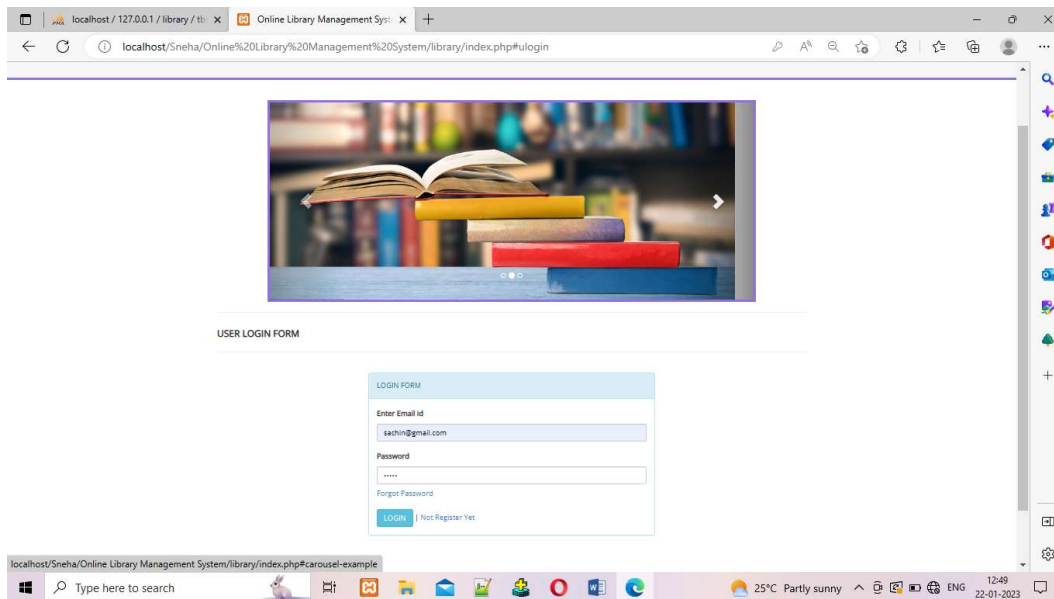 localhost / 127.0.0.1 / library / tb
Online Library Management Syst
localhost/Sneha/Online%20Library%20Management%20System/library/index.php#ulogin
USER LOGIN FORM
LOGIN FORM
Enter Email id
sachin@gmail.com
Password
.....
Forgot Password
LOGIN | Not Register Yet
localhost/Sneha/Online Library Management System/library/index.php#carousel-example
Type here to search
25°C Partly sunny
ENG
12:49
22-01-2023